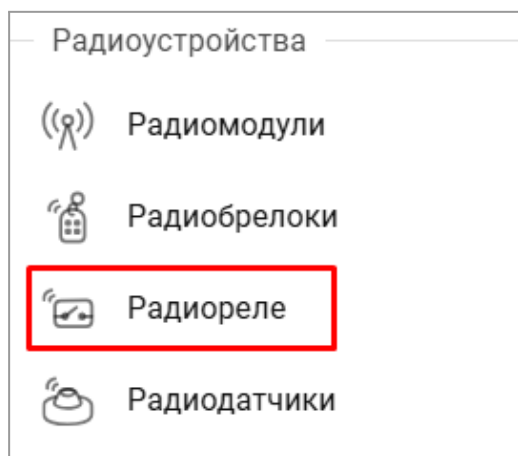 Радиоустройства
Радиомодули
Радиобрелоки
Радиореле
Радиодатчики